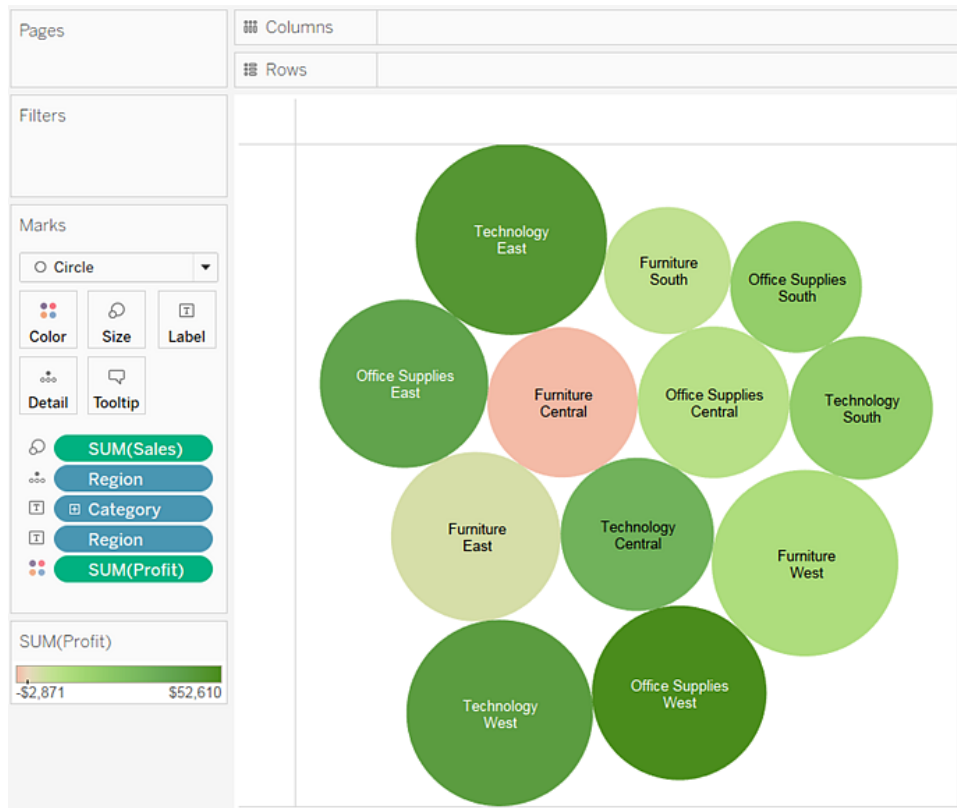 Pages
Columns
Rows
Filters
Marks
Circle
Color
Size
Label
Detail
Tooltip
SUM(Sales)
Region
Category
Region
SUM(Profit)
SUM(Profit)
-$2,871
$52,610
Technology
East
Furniture
South
Office Supplies
South
Office Supplies
East
Furniture
Central
Office Supplies
Central
Technology
South
Furniture
East
Technology
Central
Furniture
West
Technology
West
Office Supplies
West